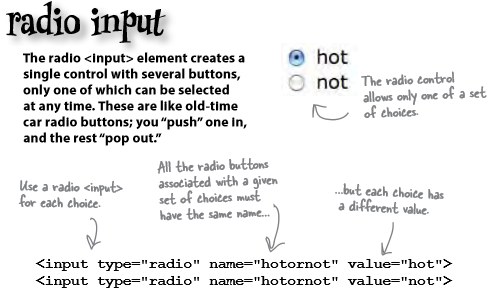 radio input
The radio <input> element creates a
single control with several buttons,
only one of which can be selected
at any time. These are like old-time
car radio buttons; you “push” one in,
and the rest “pop out.”
hot
not
The radio control
allows only one of a set
of choices.
Use a radio <input>
for each choice.
All the radio buttons
associated with a given
set of choices must
have the same name...
...but each choice has
a different value.
<input type="radio" name="hotornot" value="hot">
<input type="radio" name="hotornot" value="not">